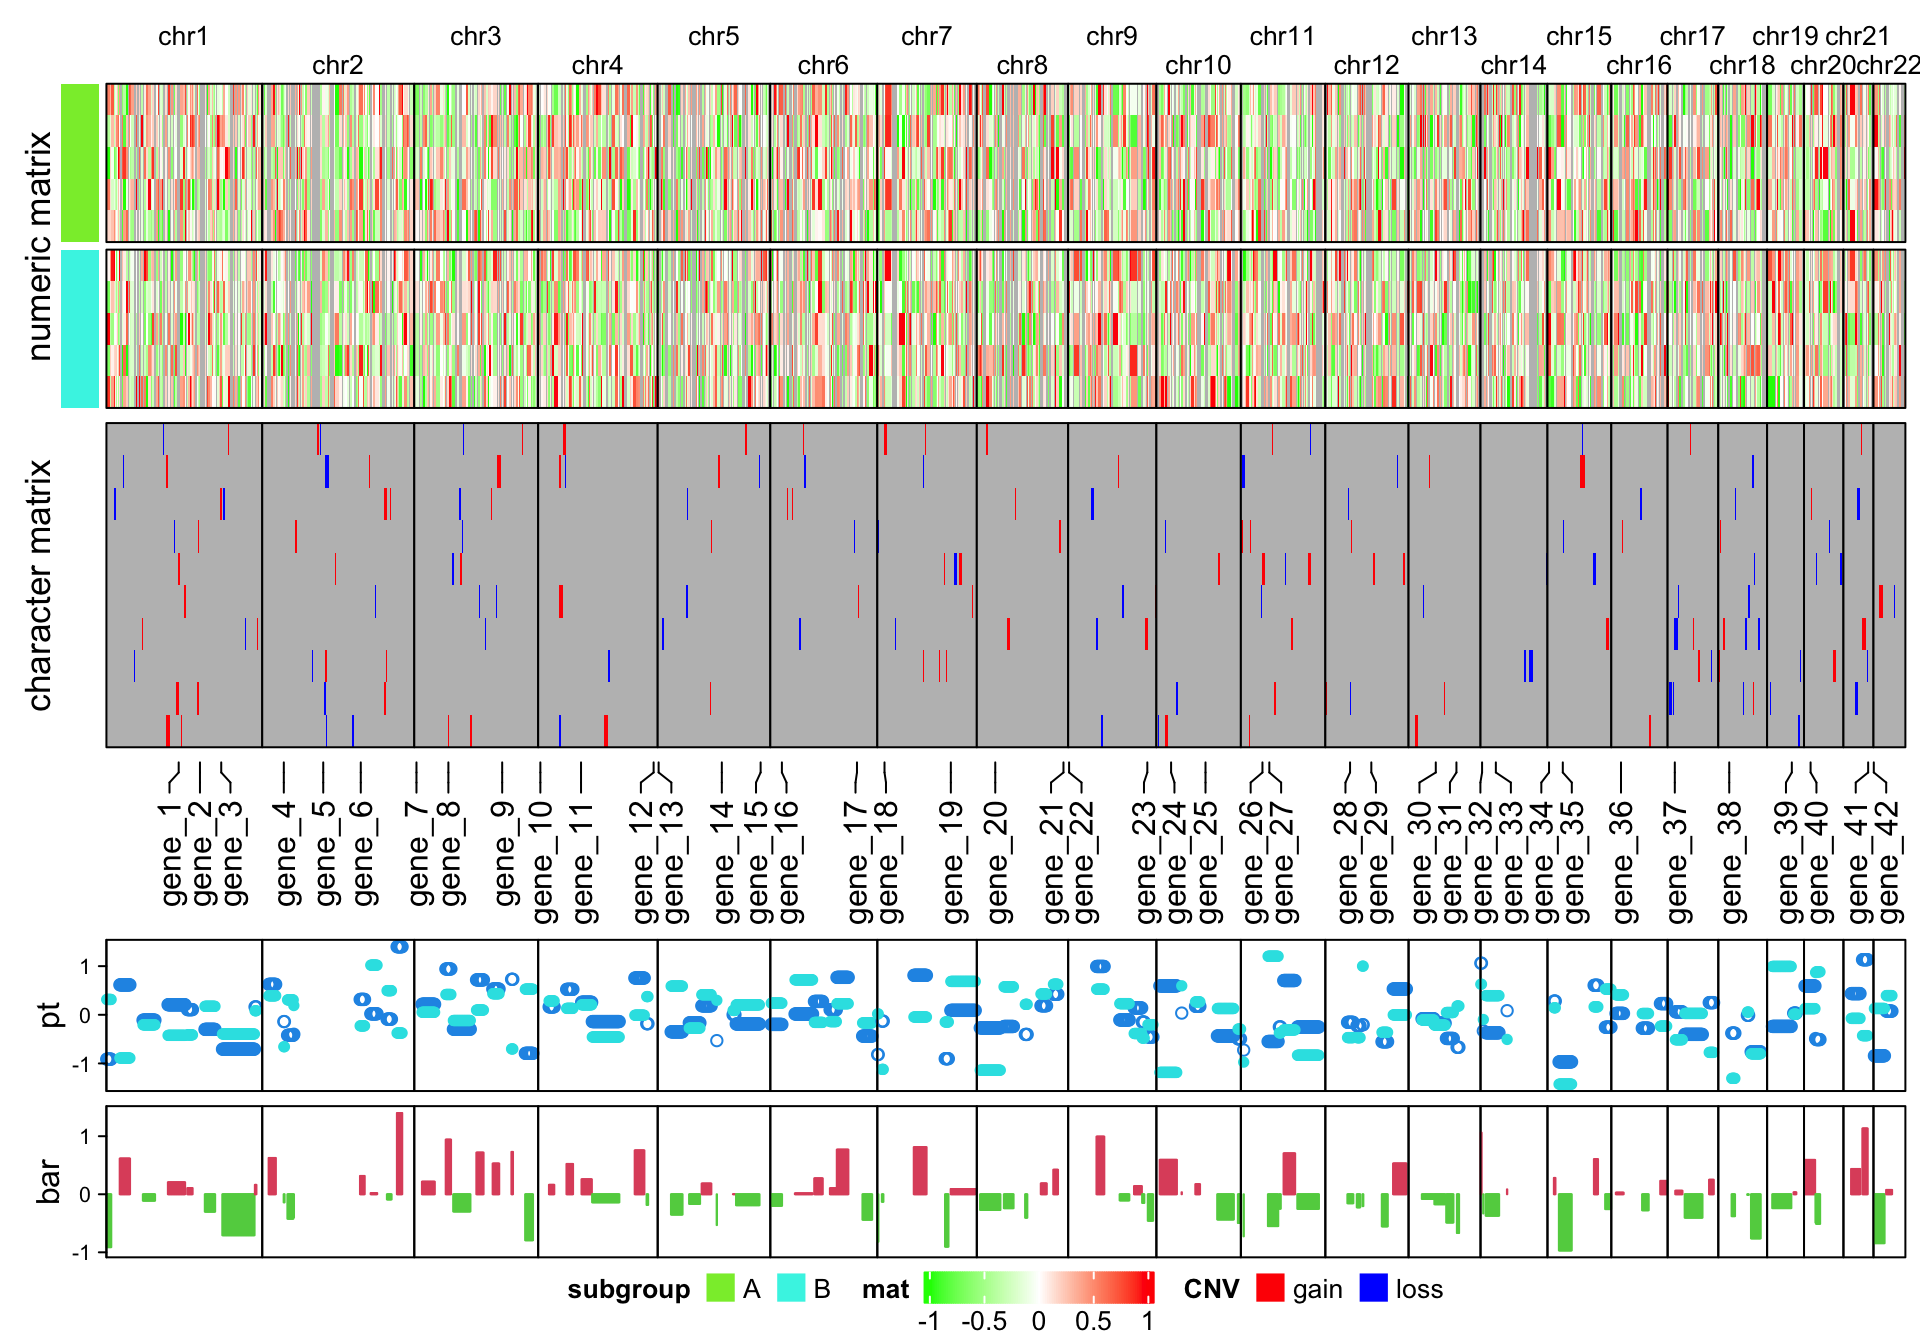 chr1 chr3 chr5 chr7 chr9 chr11 chr13 chr15 chr17 chr19 chr21
chr2 chr4 chr6 chr8 chr10 chr12 chr14 chr16 chr18 chr20 chr22
numeric matrix
character matrix
gene_1
gene_2
gene_3
gene_4
gene_5
gene_6
gene_7
gene_8
gene_9
gene_10
gene_11
gene_12
gene_13
gene_14
gene_15
gene_16
gene_17
gene_18
gene_19
gene_20
gene_21
gene_22
gene_23
gene_24
gene_25
gene_26
gene_27
gene_28
gene_29
gene_30
gene_31
gene_32
gene_33
gene_34
gene_35
gene_36
gene_37
gene_38
gene_39
gene_40
gene_41
gene_42
pt
1
0
-1
bar
1
0
-1
subgroup A B mat CNV gain loss
-1 -0.5 0 0.5 1